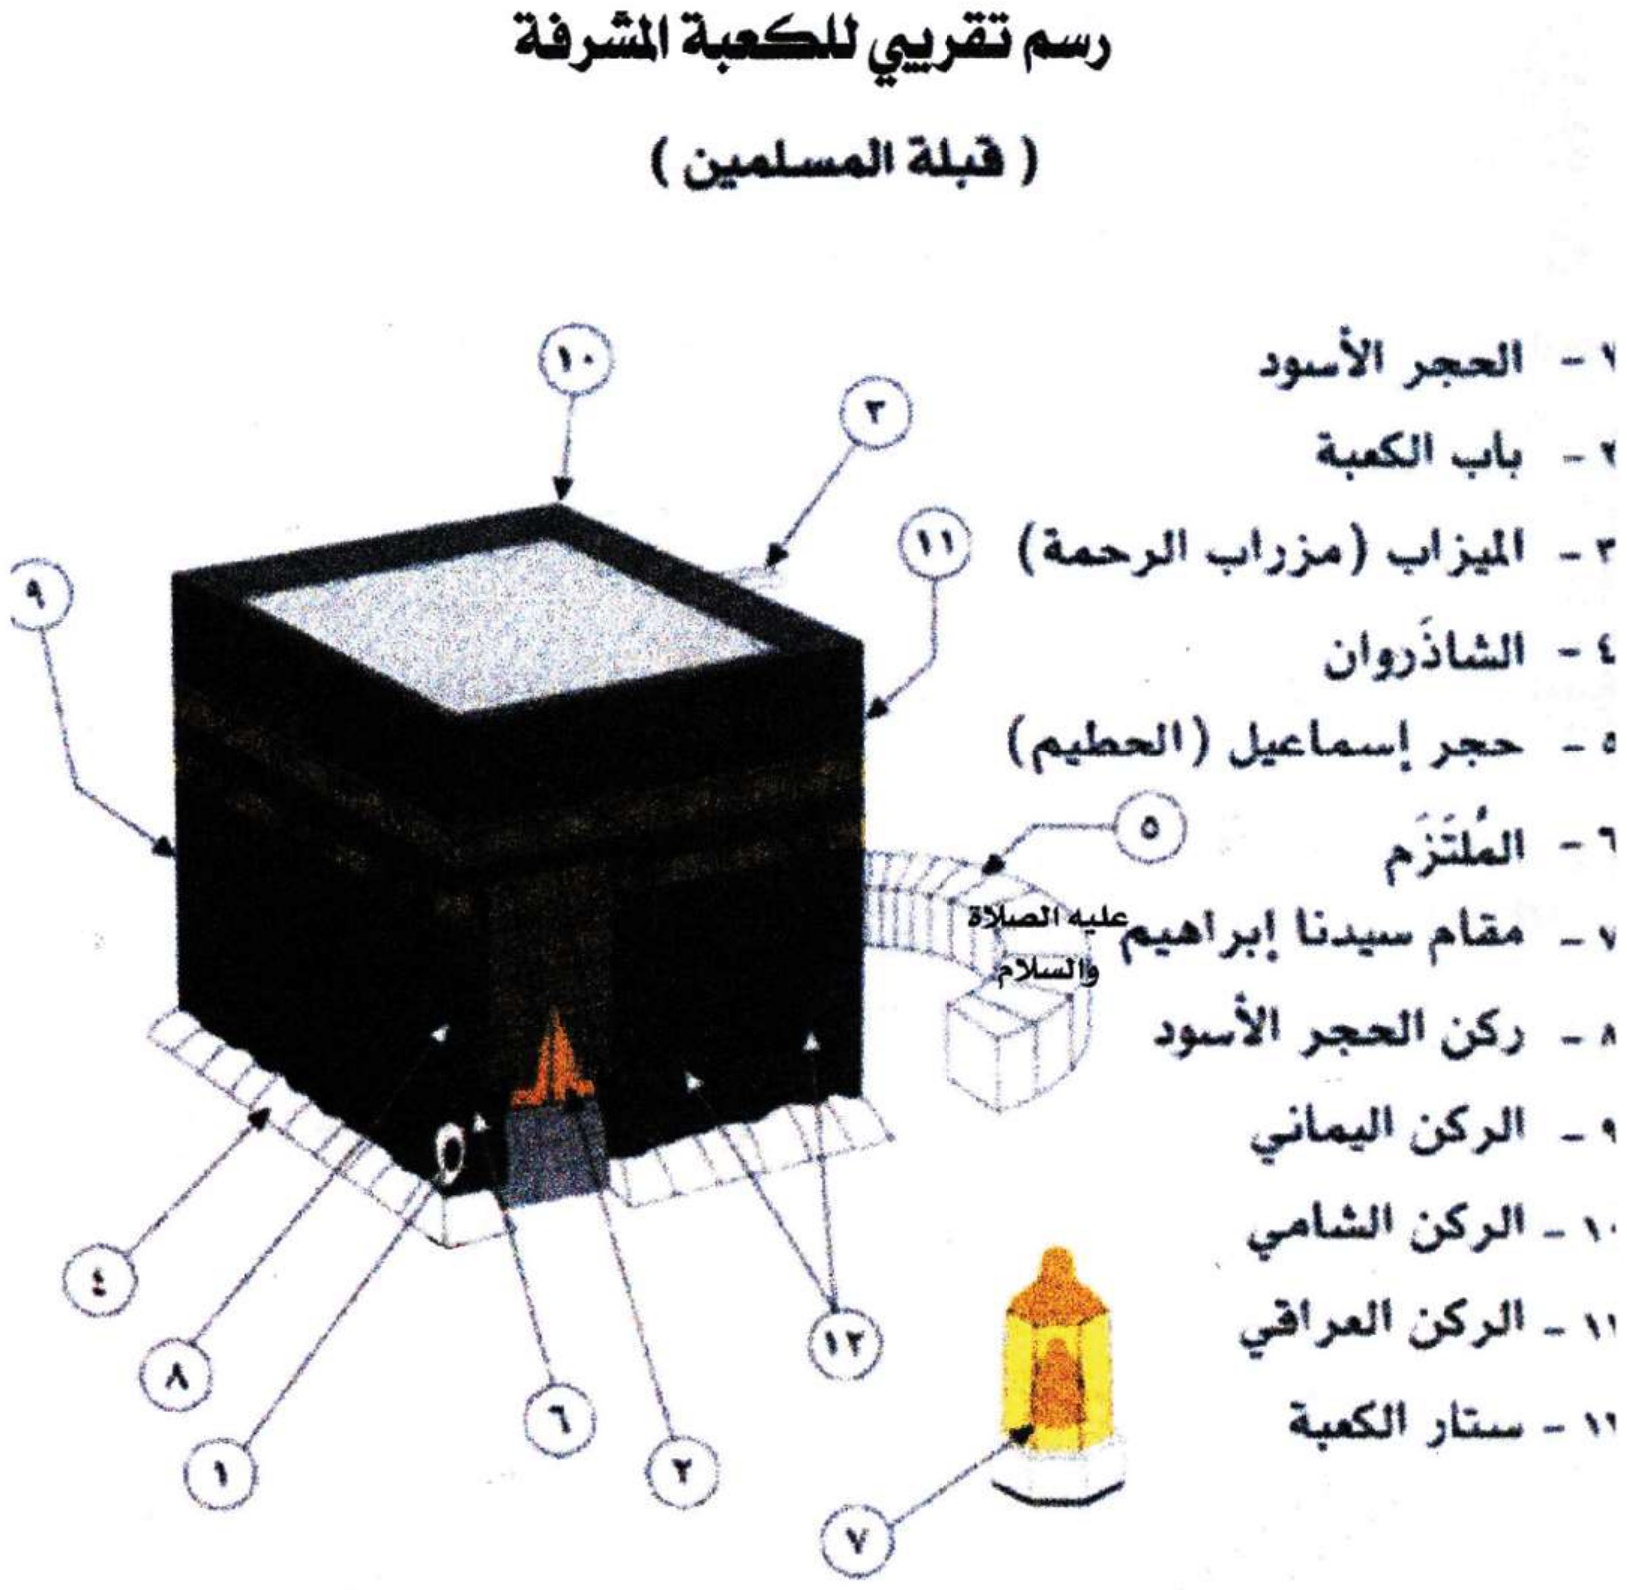 رسم تقريبي للكعبة المشرفة
( قبلة المسلمين )
١ - الحجر الأسود
٢ - باب الكعبة
٣ - الميزاب (مزراب الرحمة)
٤ - الشاذَروان
٥ - حجر إسماعيل (الحطيم)
٦ - المُلتَزَم
٧ - مقام سيدنا إبراهيم عليه الصلاة والسلام
٨ - ركن الحجر الأسود
٩ - الركن اليماني
١٠ - الركن الشامي
١١ - الركن العراقي
١٢ - ستار الكعبة
١٠
٣
١١
٩
٥
٤
٨
١
٦
٢
١٢
٧